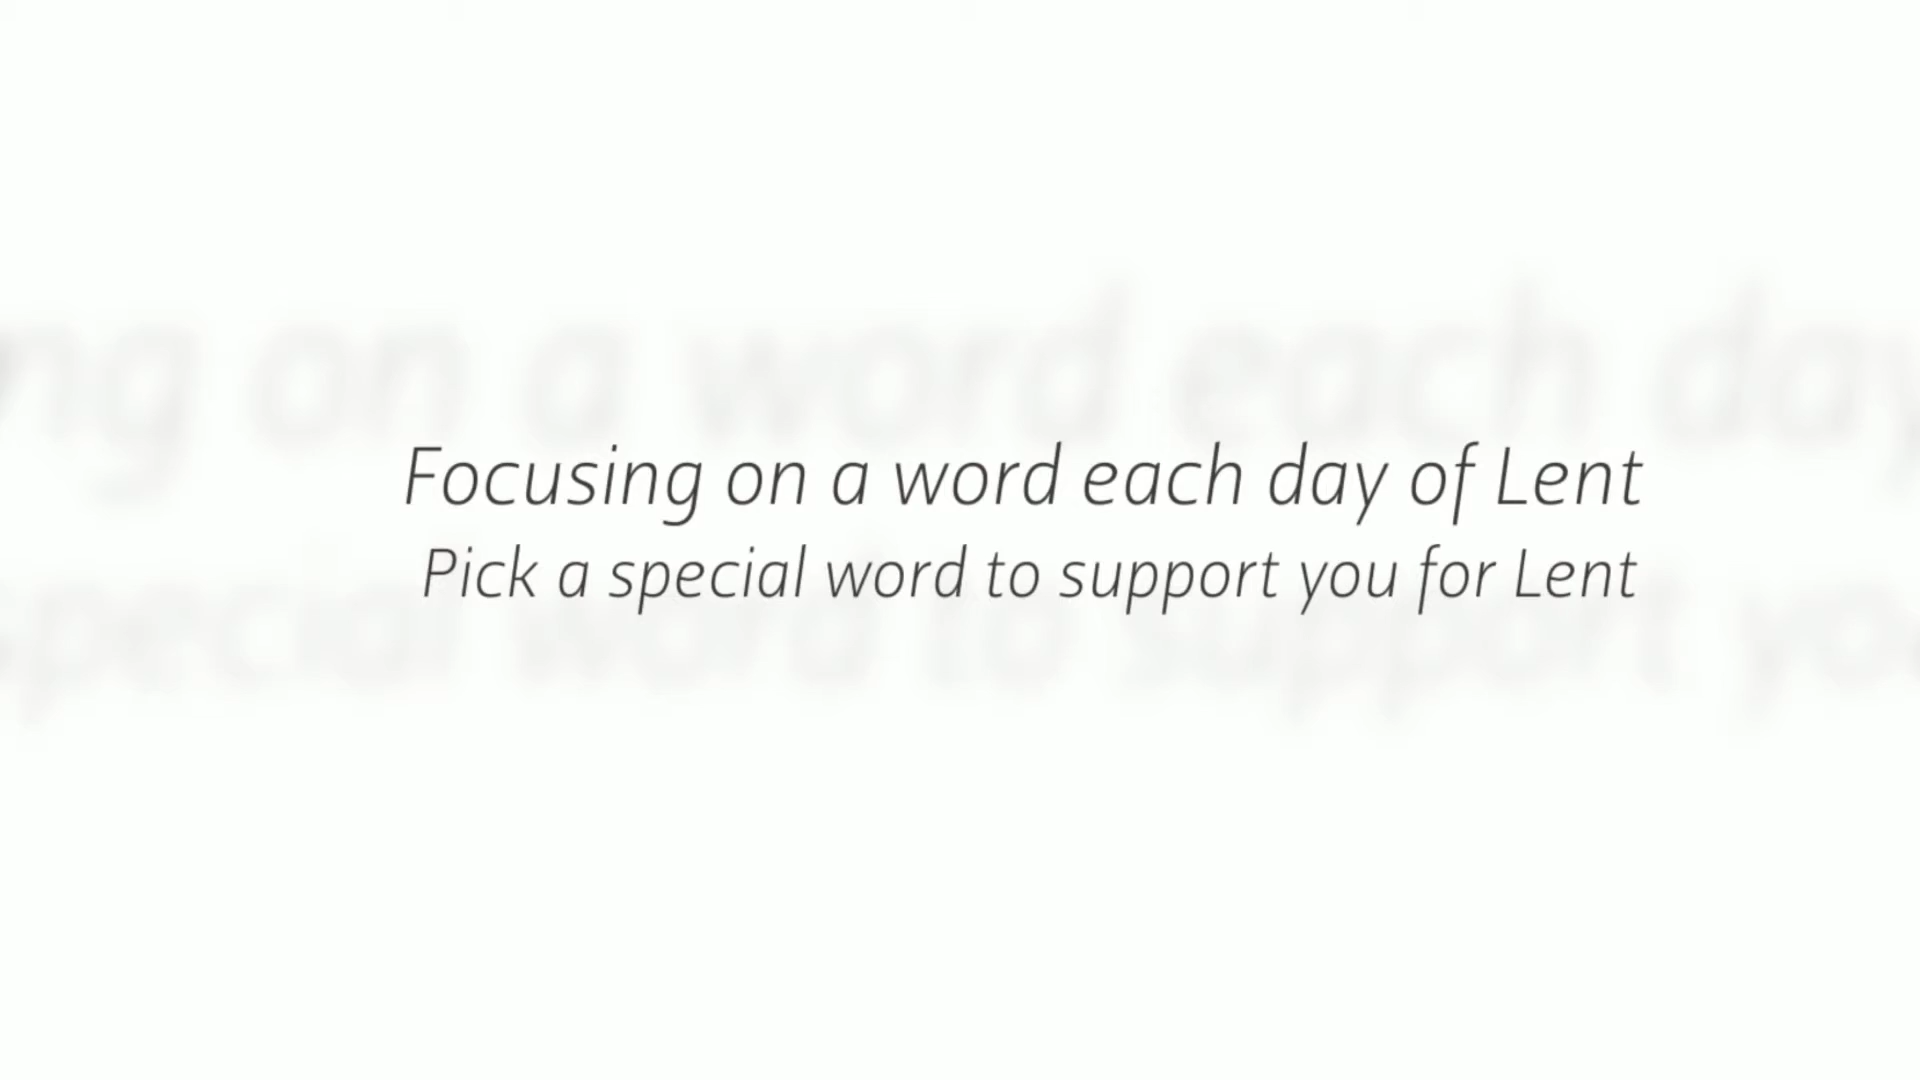 Focusing on a word each day of Lent
Pick a special word to support you for Lent